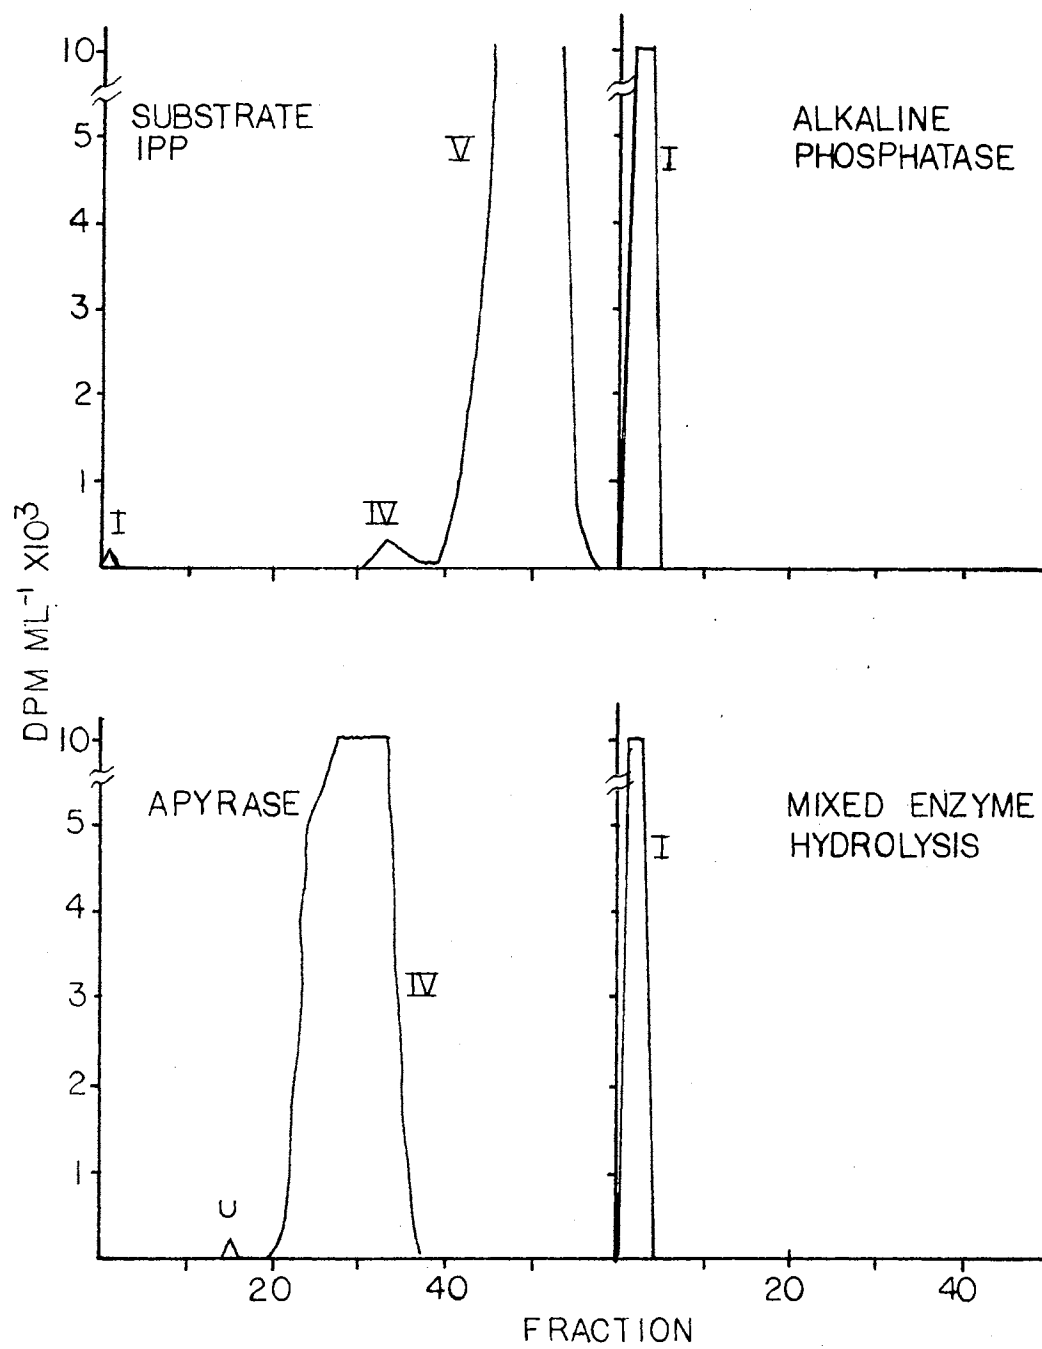 10
5
4
3
2
1
SUBSTRATE
IPP
I
IV
V
I
ALKALINE
PHOSPHATASE
DPM ML⁻¹ X10³
10
5
4
3
2
1
APYRASE
U
IV
I
MIXED ENZYME
HYDROLYSIS
20 40 20 40
FRACTION